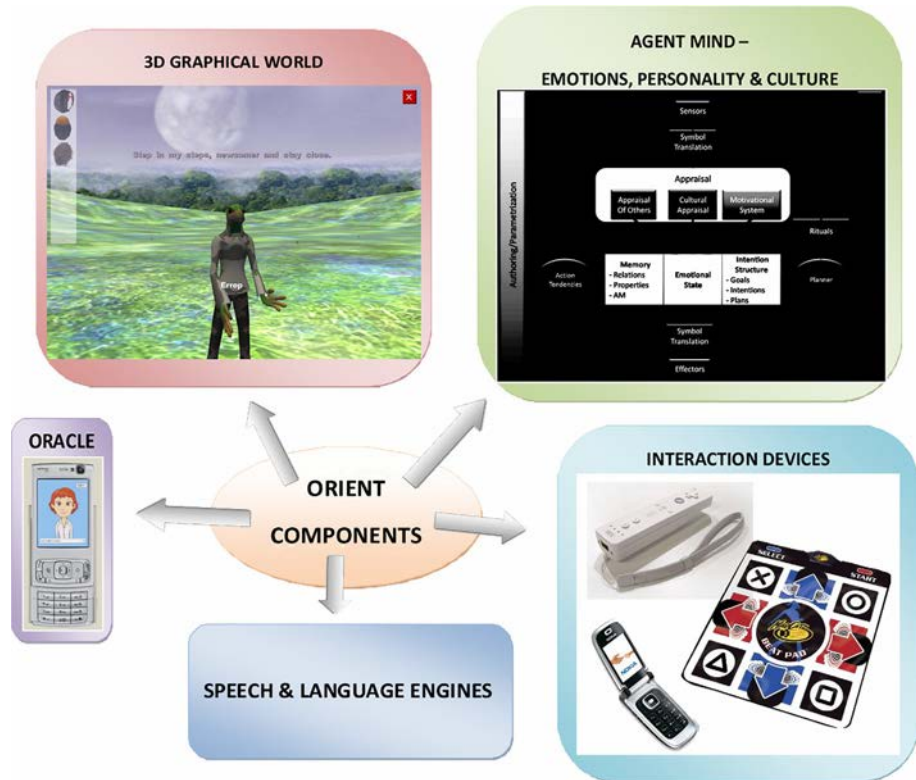 3D GRAPHICAL WORLD
Step in my steps, newcomer and stay close.
Errep
AGENT MIND –
EMOTIONS, PERSONALITY & CULTURE
Authoring/Parametrization
Sensors
Symbol
Translation
Appraisal
Appraisal
Of Others
Cultural
Appraisal
Motivational
System
Rituals
Action
Tendencies
Memory
- Relations
- Properties
- AM
Emotional
State
Intention
Structure
- Goals
- Intentions
- Plans
Planner
Symbol
Translation
Effectors
ORACLE
ORIENT
COMPONENTS
INTERACTION DEVICES
SELECT
START
BEAT PAD
NOKIA
SPEECH & LANGUAGE ENGINES